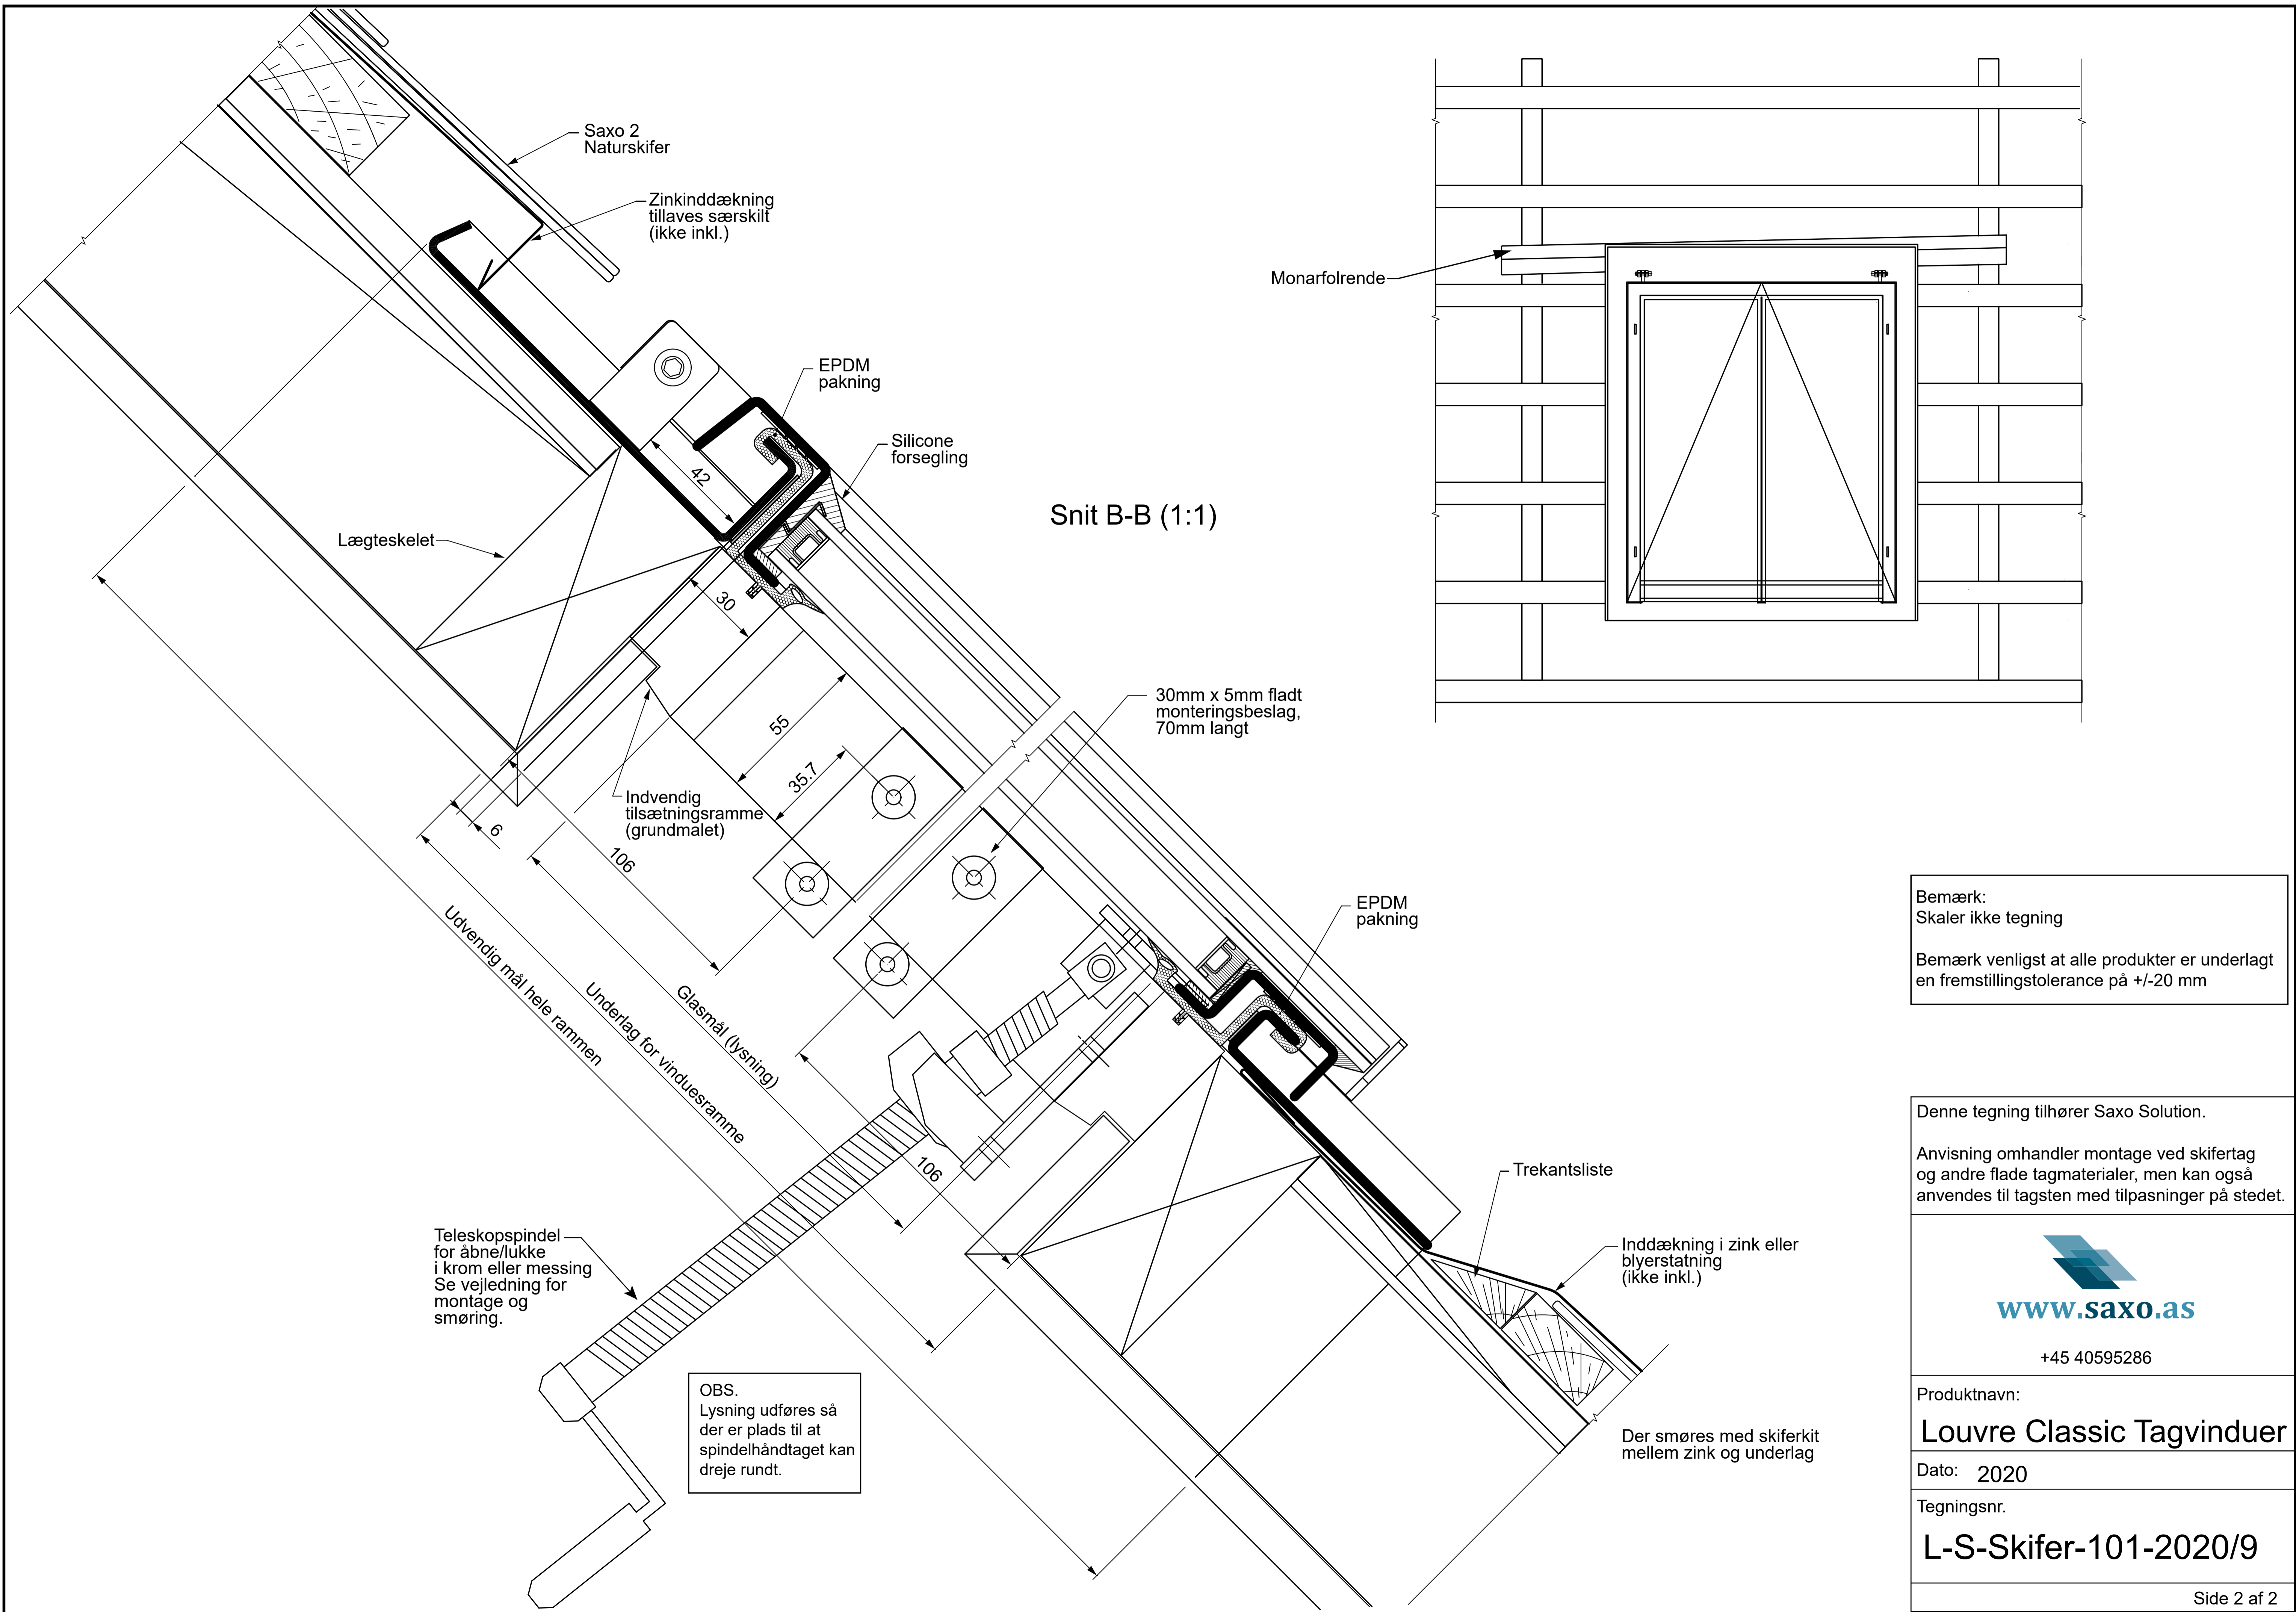 Saxo 2
Naturskifer
Zinkinddækning
tillaves særskilt
(ikke inkl.)
EPDM
pakning
Silicone
forsegling
42
Lægteskelet
30
Snit B-B (1:1)
Monarfolrende
55
35.7
30mm x 5mm fladt
monteringsbeslag,
70mm langt
Indvendig
tilsætningsramme
(grundmalet)
6
106
Udvendig mål hele rammen
Underlag for vinduesramme
Glasmål (lysning)
106
EPDM
pakning
Trekantsliste
Inddækning i zink eller
blyerstatning
(ikke inkl.)
Teleskopspindel
for åbne/lukke
i krom eller messing
Se vejledning for
montage og
smøring.
OBS.
Lysning udføres så
der er plads til at
spindelhåndtaget kan
dreje rundt.
Der smøres med skiferkit
mellem zink og underlag
Bemærk:
Skaler ikke tegning
Bemærk venligst at alle produkter er underlagt
en fremstillingstolerance på +/-20 mm
Denne tegning tilhører Saxo Solution.
Anvisning omhandler montage ved skifertag
og andre flade tagmaterialer, men kan også
anvendes til tagsten med tilpasninger på stedet.
www.saxo.as
+45 40595286
Produktnavn:
Louvre Classic Tagvinduer
Dato: 2020
Tegningsnr.
L-S-Skifer-101-2020/9
Side 2 af 2